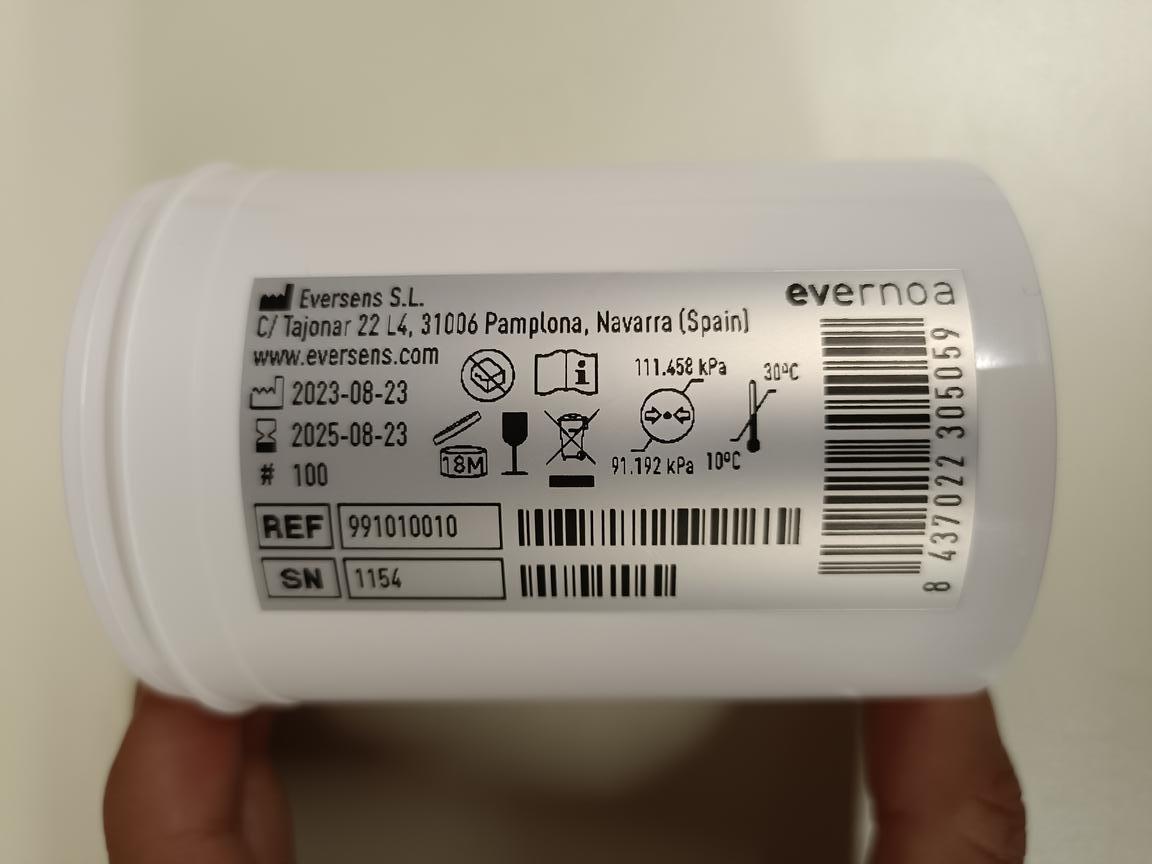 Eversens S.L.
evernoa
C/ Tajonar 22 L4, 31006 Pamplona, Navarra (Spain)
www.eversens.com
2023-08-23
2025-08-23
# 100
18M
111.458 kPa
91.192 kPa
30ºC
10ºC
REF 991010010
SN 1154
8 437022 305059